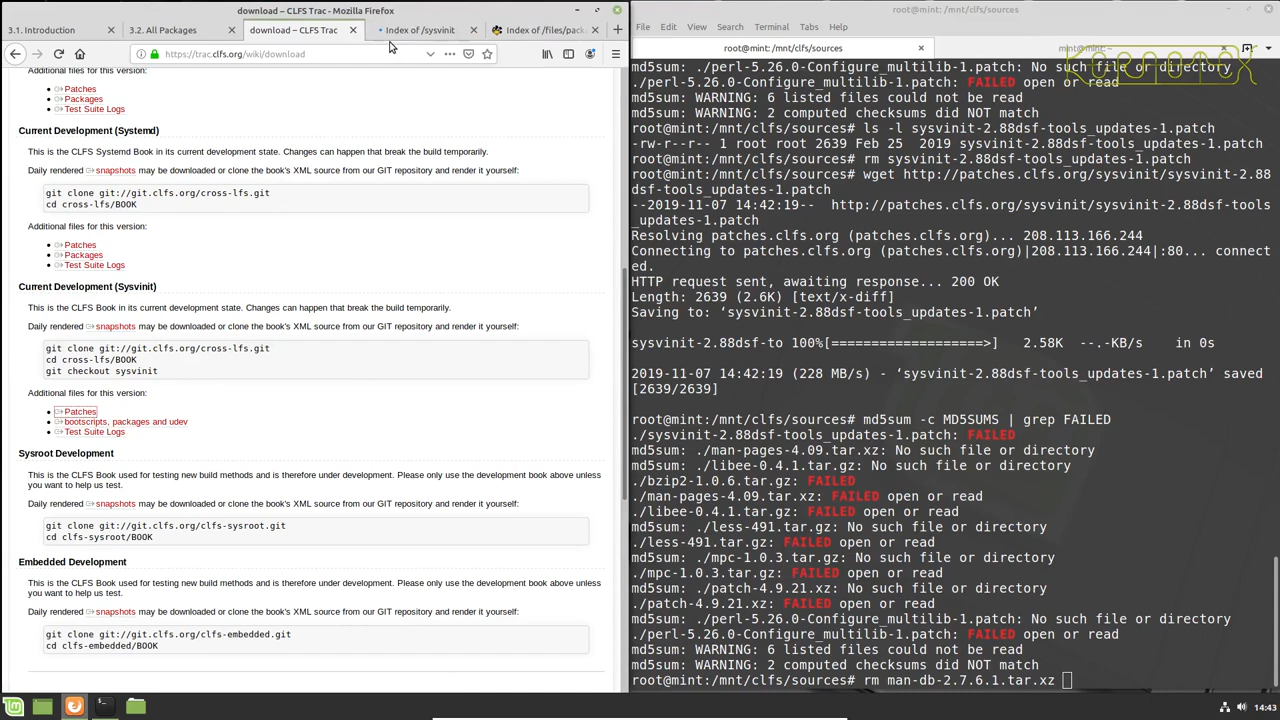 download – CLFS Trac - Mozilla Firefox
3.1. Introduction
3.2. All Packages
download – CLFS Trac
Index of /sysvinit
Index of /files/pack
https://trac.clfs.org/wiki/download
Additional files for this version:
Patches
Packages
Test Suite Logs
Current Development (Systemd)
This is the CLFS Systemd Book in its current development state. Changes can happen that break the build temporarily.
Daily rendered snapshots may be downloaded or clone the book's XML source from our GIT repository and render it yourself:
git clone git://git.clfs.org/cross-lfs.git
cd cross-lfs/BOOK
Additional files for this version:
Patches
Packages
Test Suite Logs
Current Development (Sysvinit)
This is the CLFS Book in its current development state. Changes can happen that break the build temporarily.
Daily rendered snapshots may be downloaded or clone the book's XML source from our GIT repository and render it yourself:
git clone git://git.clfs.org/cross-lfs.git
cd cross-lfs/BOOK
git checkout sysvinit
Additional files for this version:
Patches
bootscripts, packages and udev
Test Suite Logs
Sysroot Development
This is the CLFS Book used for testing new build methods and is therefore under development. Please only use the development book above unless
you want to help us test.
Daily rendered snapshots may be downloaded or clone the book's XML source from our GIT repository and render it yourself:
git clone git://git.clfs.org/clfs-sysroot.git
cd clfs-sysroot/BOOK
Embedded Development
This is the CLFS Book used for testing new build methods and is therefore under development. Please only use the development book above unless
you want to help us test.
Daily rendered snapshots may be downloaded or clone the book's XML source from our GIT repository and render it yourself:
git clone git://git.clfs.org/clfs-embedded.git
cd clfs-embedded/BOOK
root@mint: /mnt/clfs/sources
File Edit View Search Terminal Tabs Help
root@mint: /mnt/clfs/sources
root@mint: /mnt/clfs
md5sum: ./perl-5.26.0-Configure_multilib-1.patch: No such file or directory
./perl-5.26.0-Configure_multilib-1.patch: FAILED open or read
md5sum: WARNING: 6 listed files could not be read
md5sum: WARNING: 2 computed checksums did NOT match
root@mint:/mnt/clfs/sources# ls -l sysvinit-2.88dsf-tools_updates-1.patch
-rw-r--r-- 1 root root 2639 Feb 25  2019 sysvinit-2.88dsf-tools_updates-1.patch
root@mint:/mnt/clfs/sources# rm sysvinit-2.88dsf-tools_updates-1.patch
root@mint:/mnt/clfs/sources# wget http://patches.clfs.org/sysvinit/sysvinit-2.88
dsf-tools_updates-1.patch
--2019-11-07 14:42:19--  http://patches.clfs.org/sysvinit/sysvinit-2.88dsf-tools
_updates-1.patch
Resolving patches.clfs.org (patches.clfs.org)... 208.113.166.244
Connecting to patches.clfs.org (patches.clfs.org)|208.113.166.244|:80... connect
ed.
HTTP request sent, awaiting response... 200 OK
Length: 2639 (2.6K) [text/x-diff]
Saving to: ‘sysvinit-2.88dsf-tools_updates-1.patch’
sysvinit-2.88dsf-to 100%[===================>]   2.58K  --.-KB/s    in 0s
2019-11-07 14:42:19 (228 MB/s) - ‘sysvinit-2.88dsf-tools_updates-1.patch’ saved
[2639/2639]
root@mint:/mnt/clfs/sources# md5sum -c MD5SUMS | grep FAILED
./sysvinit-2.88dsf-tools_updates-1.patch: FAILED
md5sum: ./man-pages-4.09.tar.xz: No such file or directory
md5sum: ./libee-0.4.1.tar.gz: No such file or directory
./bzip2-1.0.6.tar.gz: FAILED
./man-pages-4.09.tar.xz: FAILED open or read
./libee-0.4.1.tar.gz: FAILED open or read
md5sum: ./less-491.tar.gz: No such file or directory
./less-491.tar.gz: FAILED open or read
md5sum: ./mpc-1.0.3.tar.gz: No such file or directory
./mpc-1.0.3.tar.gz: FAILED open or read
md5sum: ./patch-4.9.21.xz: No such file or directory
./patch-4.9.21.xz: FAILED open or read
md5sum: ./perl-5.26.0-Configure_multilib-1.patch: No such file or directory
./perl-5.26.0-Configure_multilib-1.patch: FAILED open or read
md5sum: WARNING: 6 listed files could not be read
md5sum: WARNING: 2 computed checksums did NOT match
root@mint:/mnt/clfs/sources# rm man-db-2.7.6.1.tar.xz
14:43